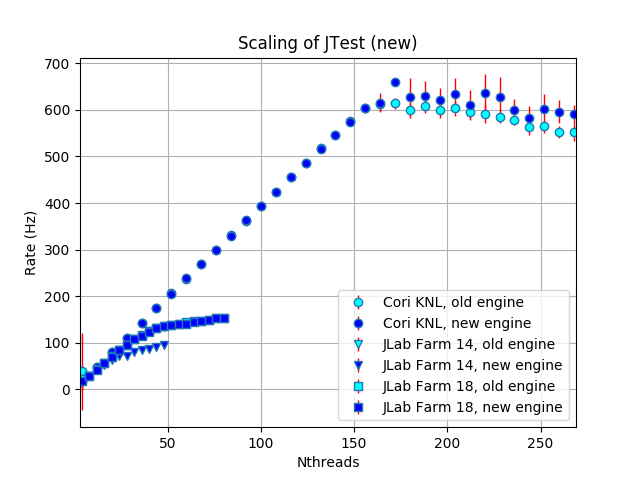 Scaling of JTest (new)
Rate (Hz)
700
600
500
400
300
200
100
0
50
100
150
200
250
Nthreads
Cori KNL, old engine
Cori KNL, new engine
JLab Farm 14, old engine
JLab Farm 14, new engine
JLab Farm 18, old engine
JLab Farm 18, new engine